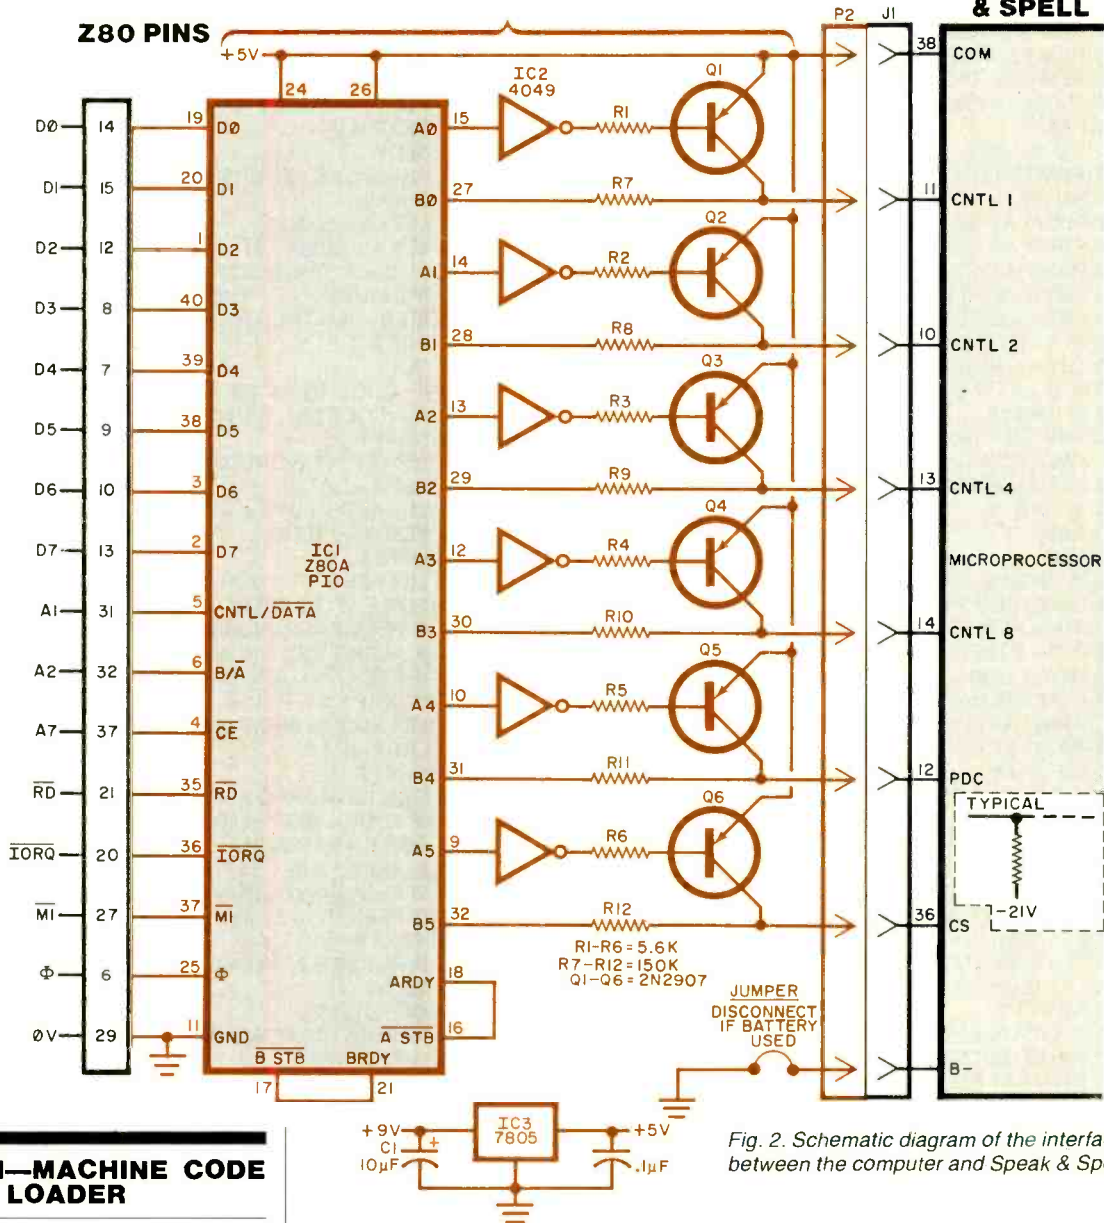 & SPELL
Z80 PINS
+5V
P2
J1
24
26
IC2
4049
Q1
38
COM
D0
14
19
D0
A0
15
R1
D1
15
20
D1
B0
27
R7
11
CNTL 1
Q2
D2
12
1
D2
A1
14
R2
D3
8
40
D3
B1
28
R8
10
CNTL 2
Q3
D4
7
39
D4
A2
13
R3
D5
9
38
D5
B2
29
R9
13
CNTL 4
D6
10
3
D6
Q4
D7
13
2
D7
IC1
Z80A
PIO
A3
12
R4
MICROPROCESSOR
A1
31
5
CNTL/DATA
B3
30
R10
14
CNTL 8
Q5
A2
32
6
B/A
A4
10
R5
A7
37
4
CE
B4
31
R11
12
PDC
RD
21
35
RD
Q6
TYPICAL
-21V
IORQ
20
36
IORQ
A5
9
R6
M1
27
37
M1
B5
32
R12
36
CS
R1-R6=5.6K
R7-R12=150K
Q1-Q6=2N2907
Φ
6
25
Φ
ARDY
18
JUMPER
DISCONNECT
IF BATTERY
USED
0V
29
11
GND
A STB
16
B STB
BRDY
17
21
B-
+9V
C1
10µF
+
IC3
7805
+5V
.1µF
Fig. 2. Schematic diagram of the interfa
between the computer and Speak & Sp
I—MACHINE CODE
LOADER